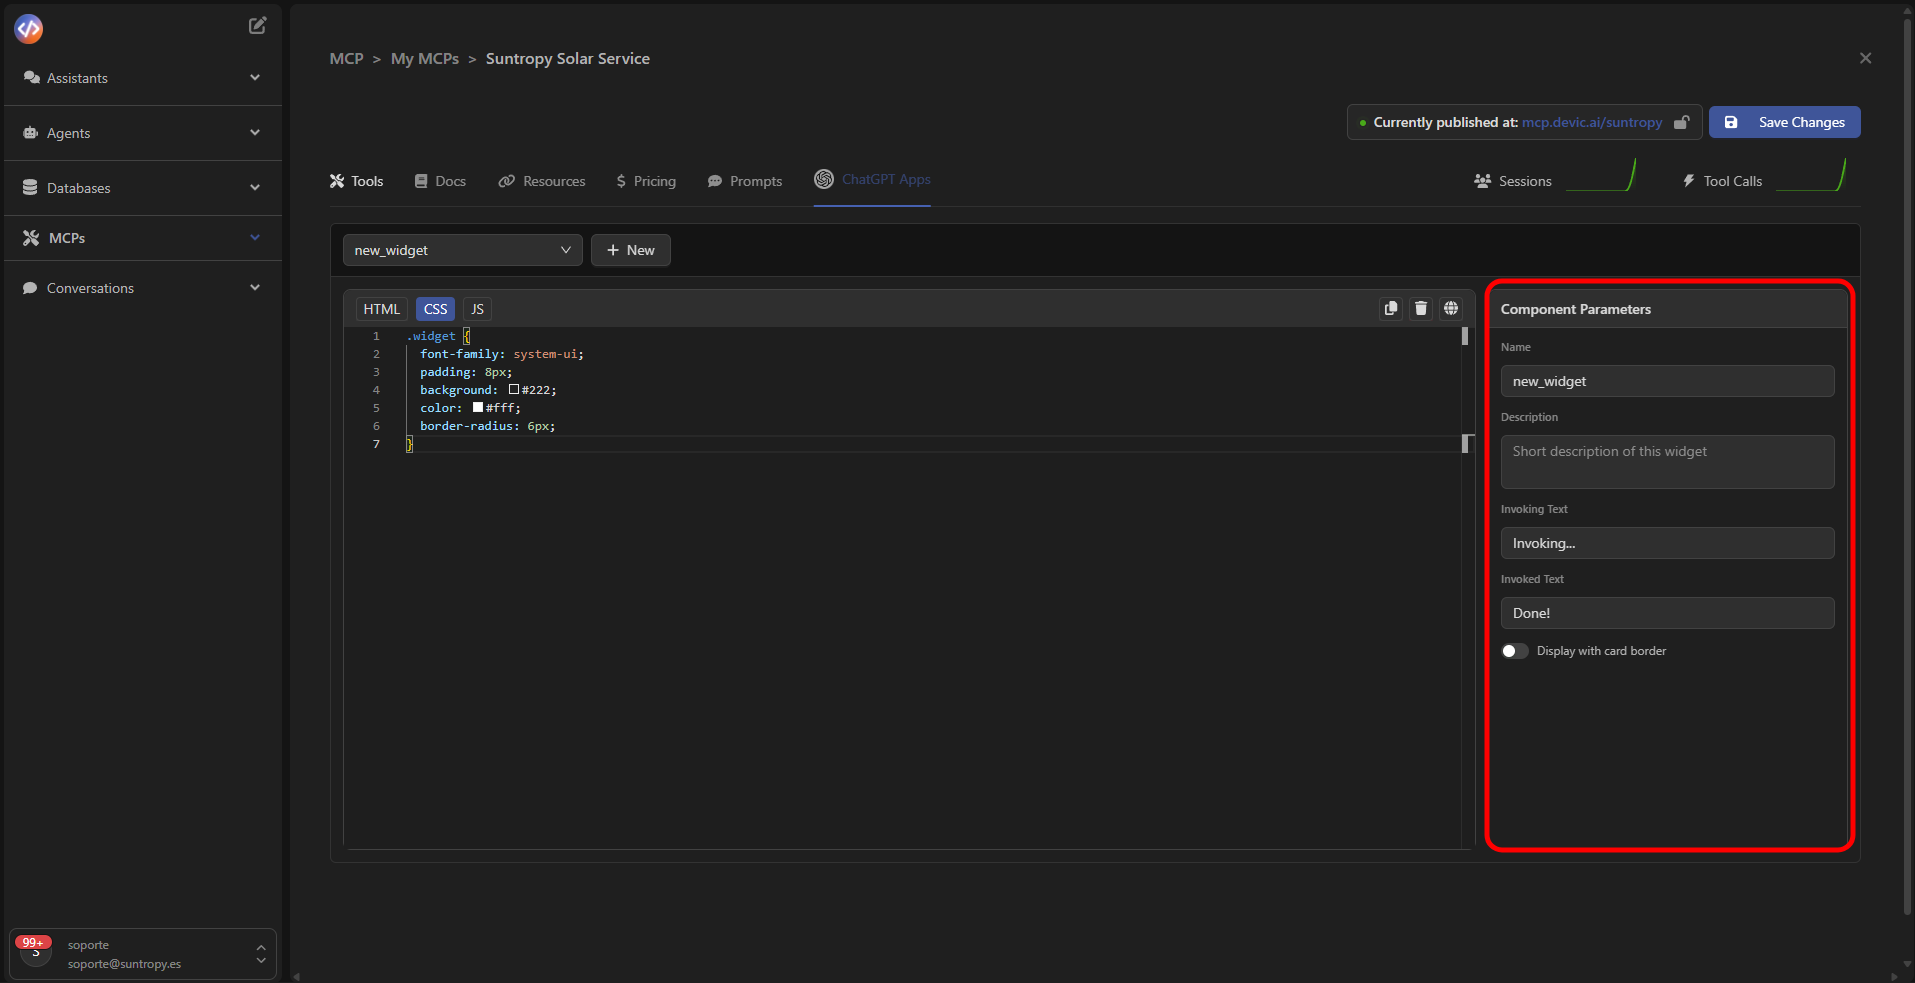 Assistants
Agents
Databases
MCPs
Conversations
99+
S
soporte
soporte@suntropy.es
MCP > My MCPs > Suntropy Solar Service
Currently published at: mcp.devic.ai/suntropy
Save Changes
Tools
Docs
Resources
Pricing
Prompts
ChatGPT Apps
Sessions
Tool Calls
new_widget
New
HTML
CSS
JS
1 .widget {
2 font-family: system-ui;
3 padding: 8px;
4 background: #222;
5 color: #fff;
6 border-radius: 6px;
7 }
Component Parameters
Name
new_widget
Description
Short description of this widget
Invoking Text
Invoking...
Invoked Text
Done!
Display with card border